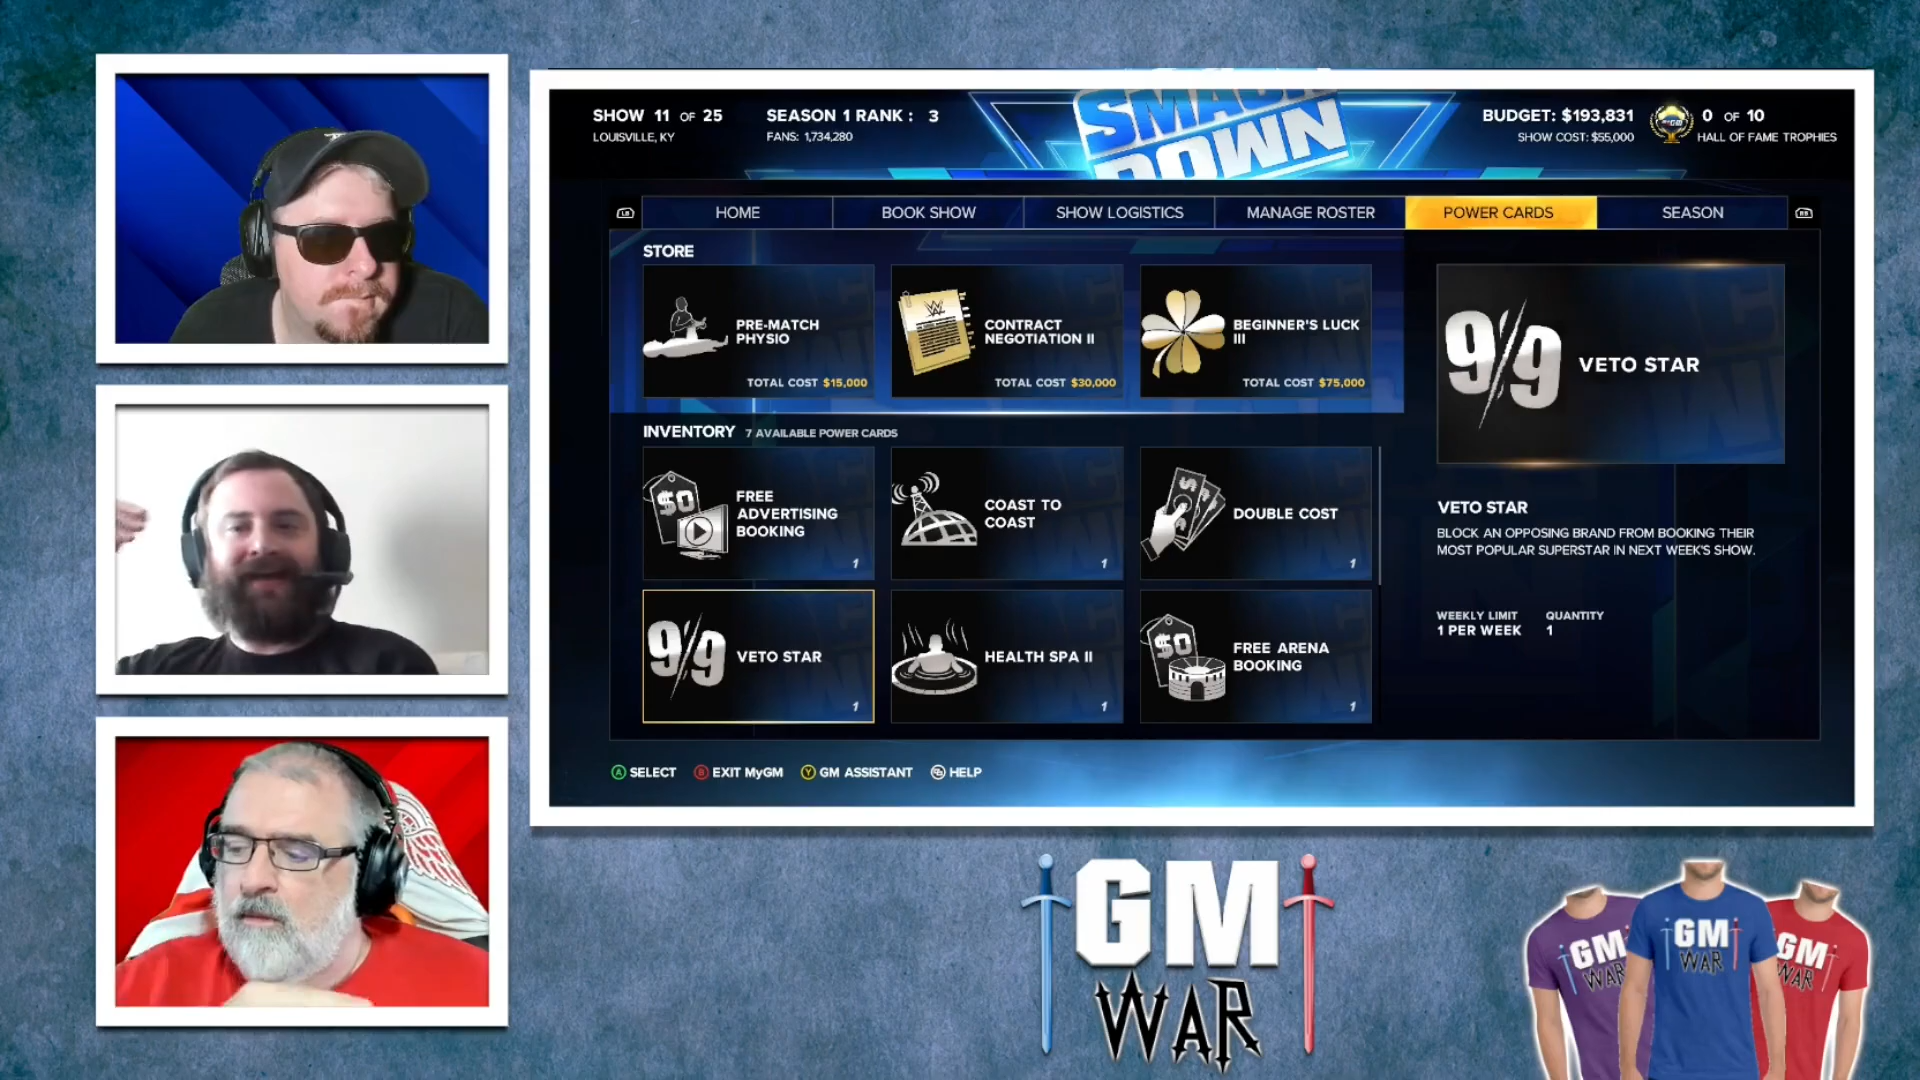 SHOW 11 OF 25
LOUISVILLE, KY
SEASON 1 RANK : 3
FANS: 1,734,280
SMACK
DOWN
BUDGET: $193,831
SHOW COST: $55,000
0 OF 10
HALL OF FAME TROPHIES
LB
HOME
BOOK SHOW
SHOW LOGISTICS
MANAGE ROSTER
POWER CARDS
SEASON
RB
STORE
PRE-MATCH
PHYSIO
TOTAL COST $15,000
W
CONTRACT
NEGOTIATION II
TOTAL COST $30,000
BEGINNER'S LUCK
III
TOTAL COST $75,000
INVENTORY 7 AVAILABLE POWER CARDS
$0
FREE
ADVERTISING
BOOKING
1
COAST TO
COAST
1
DOUBLE COST
1
9/9
VETO STAR
1
HEALTH SPA II
1
$0
FREE ARENA
BOOKING
1
9/9
VETO STAR
VETO STAR
BLOCK AN OPPOSING BRAND FROM BOOKING THEIR
MOST POPULAR SUPERSTAR IN NEXT WEEK'S SHOW.
WEEKLY LIMIT
1 PER WEEK
QUANTITY
1
A SELECT
B EXIT MyGM
Y GM ASSISTANT
HELP
GM
WAR
GM
WAR
GM
WAR
GM
WAR